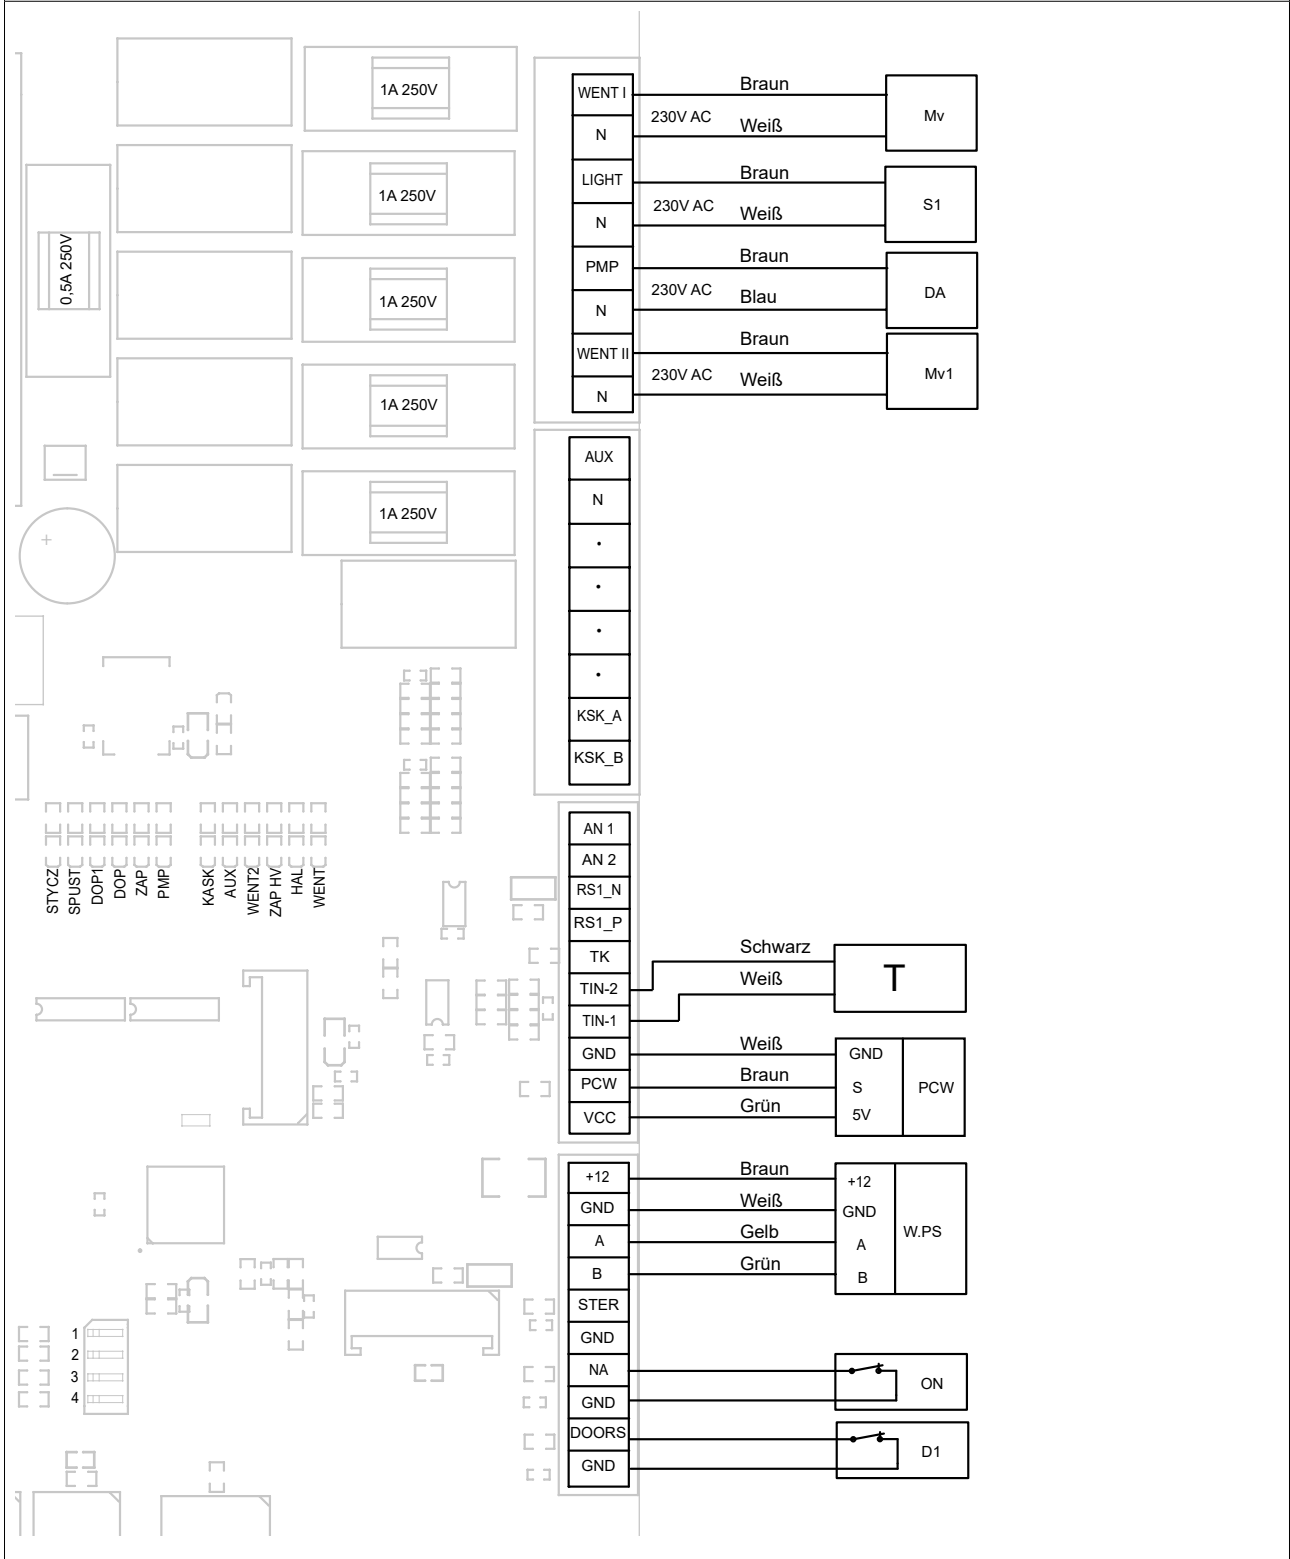 1A 250V
1A 250V
1A 250V
1A 250V
1A 250V
0,5A 250V
+
WENT I
N
LIGHT
N
PMP
N
WENT II
N
230V AC
Braun
Weiß
Mv
230V AC
Braun
Weiß
S1
230V AC
Braun
Blau
DA
230V AC
Braun
Weiß
Mv1
AUX
N
KSK_A
KSK_B
STYCZ
SPUST
DOP1
DOP
ZAP
PMP
KASK
AUX
WENT2
ZAP HV
HAL
WENT
AN 1
AN 2
RS1_N
RS1_P
TK
TIN-2
TIN-1
GND
PCW
VCC
Schwarz
Weiß
T
Weiß
Braun
Grün
GND
S
5V
PCW
+12
GND
A
B
STER
GND
NA
GND
DOORS
GND
Braun
Weiß
Gelb
Grün
+12
GND
A
B
W.PS
ON
D1
1
2
3
4